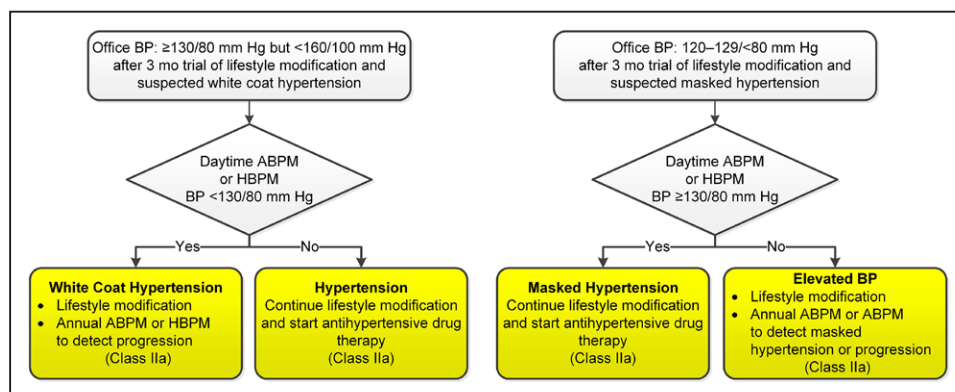 Office BP: ≥130/80 mm Hg but <160/100 mm Hg
after 3 mo trial of lifestyle modification and
suspected white coat hypertension
Daytime ABPM
or HBPM
BP <130/80 mm Hg
Yes
No
White Coat Hypertension
• Lifestyle modification
• Annual ABPM or HBPM
to detect progression
(Class IIa)
Hypertension
Continue lifestyle modification
and start antihypertensive drug
therapy
(Class IIa)
Office BP: 120–129/<80 mm Hg
after 3 mo trial of lifestyle modification and
suspected masked hypertension
Daytime ABPM
or HBPM
BP ≥130/80 mm Hg
Yes
No
Masked Hypertension
Continue lifestyle modification
and start antihypertensive drug
therapy
(Class IIa)
Elevated BP
• Lifestyle modification
• Annual ABPM or ABPM
to detect masked
hypertension or progression
(Class IIa)